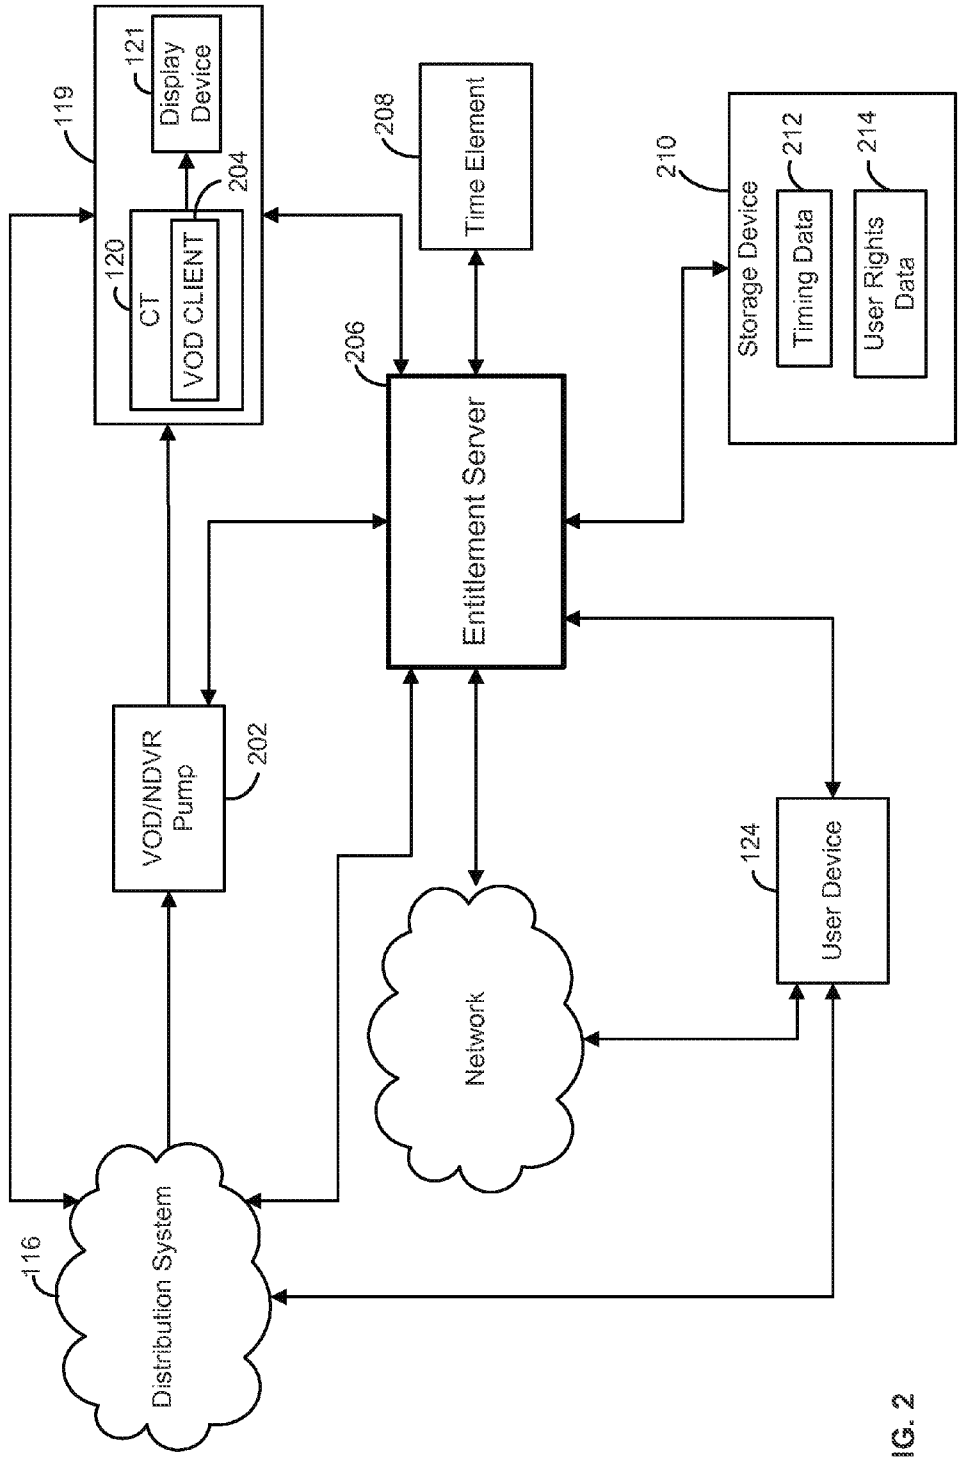 119
121
Display
Device
120
CT
VOD CLIENT
204
116
Distribution System
VOD/NDVR
Pump
202
206
Entitlement Server
208
Time Element
Network
124
User Device
210
Storage Device
Timing Data
212
User Rights
Data
214
IG. 2